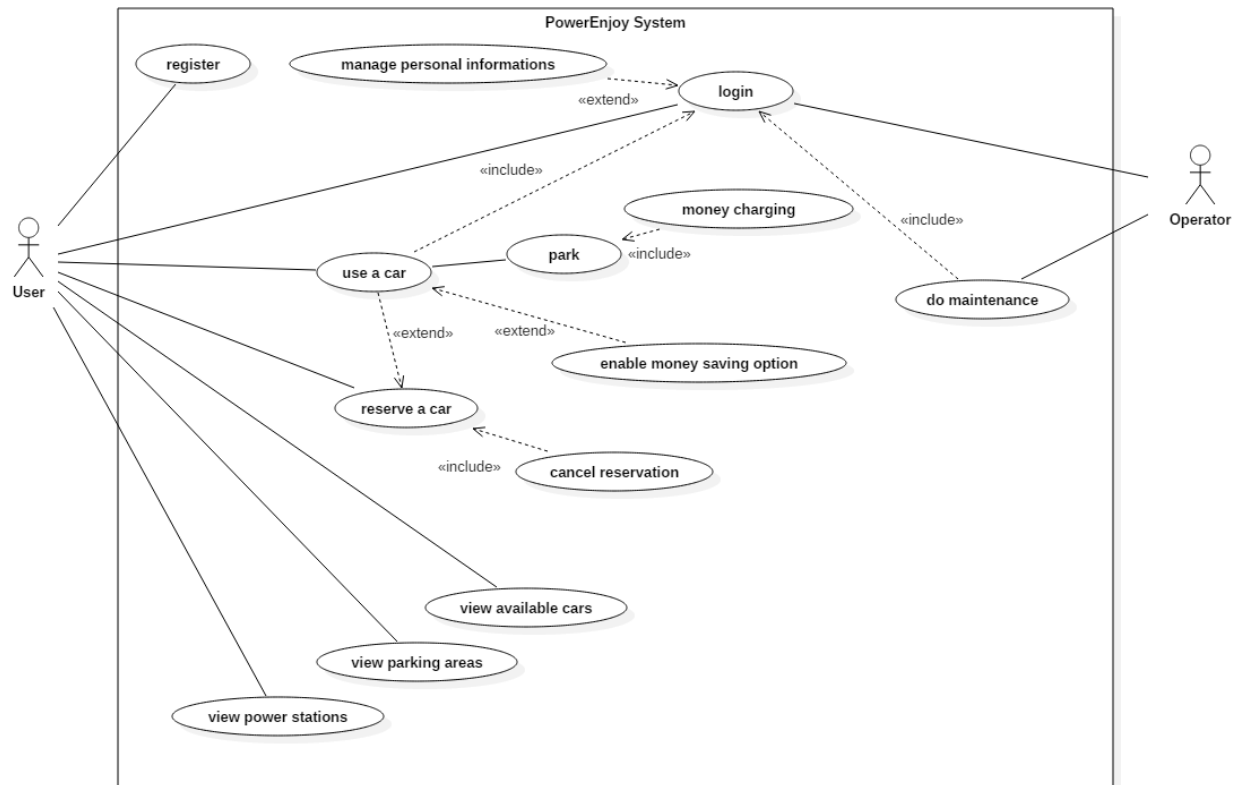 PowerEnjoy System
register
manage personal informations
login
«extend»
«include»
money charging
«include»
Operator
park
«include»
User
use a car
do maintenance
«extend»
«extend»
enable money saving option
reserve a car
«include»
cancel reservation
view available cars
view parking areas
view power stations